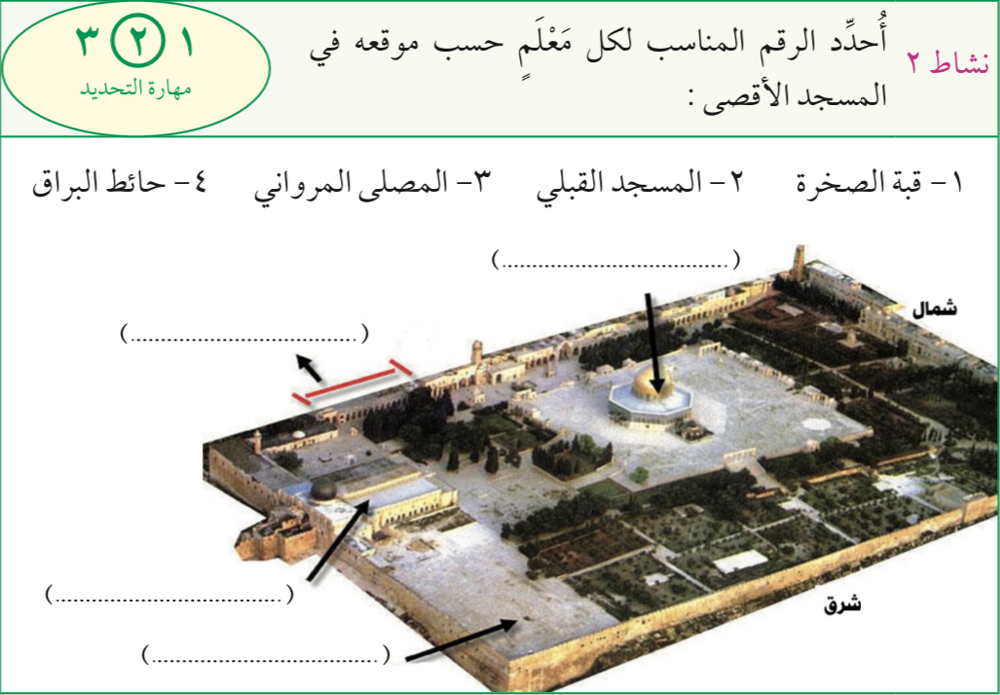 نشاط ٢
أُحدِّد الرقم المناسب لكل مَعْلَمٍ حسب موقعه في
المسجد الأقصى :
١ ٢ ٣
مهارة التحديد
١- قبة الصخرة ٢- المسجد القبلي ٣- المصلى المرواني ٤- حائط البراق
(..................................)
شمال
(..................................)
(..................................)
شرق
(..................................)